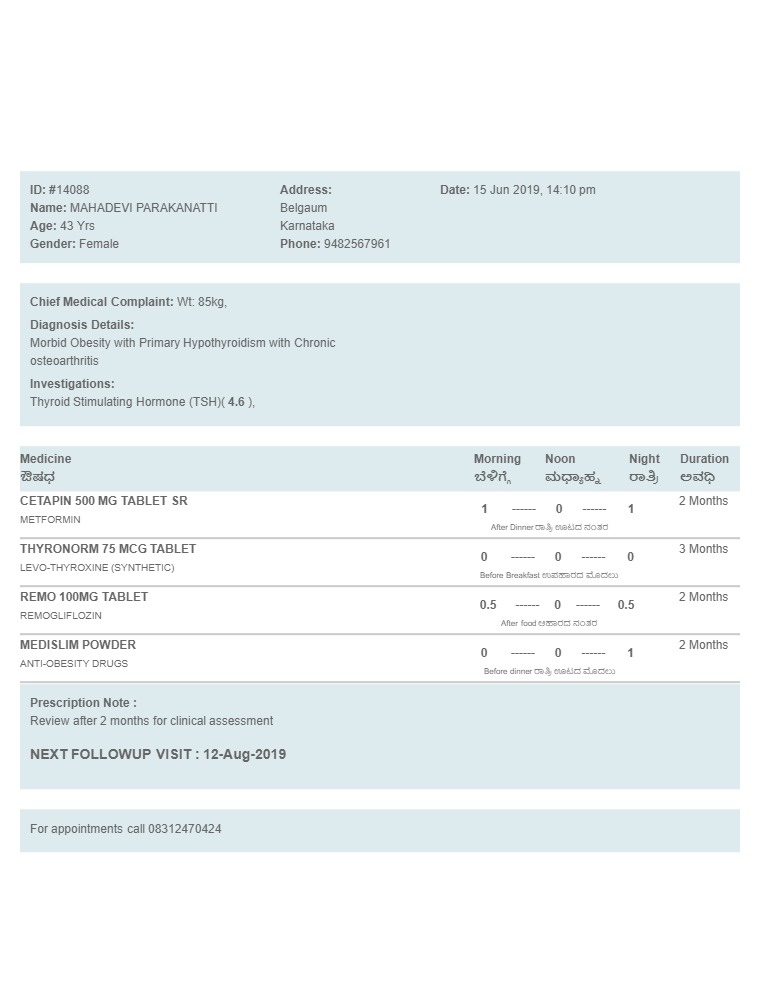 ID: #14088
Name: MAHADEVI PARAKANATTI
Age: 43 Yrs
Gender: Female
Address:
Belgaum
Karnataka
Phone: 9482567961
Date: 15 Jun 2019, 14:10 pm
Chief Medical Complaint: Wt: 85kg,
Diagnosis Details:
Morbid Obesity with Primary Hypothyroidism with Chronic
osteoarthritis
Investigations:
Thyroid Stimulating Hormone (TSH)( 4.6 ),
Medicine Morning Noon Night Duration
ಔಷಧ ಬೆಳಿಗ್ಗೆ ಮಧ್ಯಾಹ್ನ ರಾತ್ರಿ ಅವಧಿ
CETAPIN 500 MG TABLET SR 1 ------ 0 ------ 1 2 Months
METFORMIN After Dinner ರಾತ್ರಿ ಊಟದ ನಂತರ
THYRONORM 75 MCG TABLET 0 ------ 0 ------ 0 3 Months
LEVO-THYROXINE (SYNTHETIC) Before Breakfast ಉಪಹಾರದ ಮೊದಲು
REMO 100MG TABLET 0.5 ------ 0 ------ 0.5 2 Months
REMOGLIFLOZIN After food ಆಹಾರದ ನಂತರ
MEDISLIM POWDER 0 ------ 0 ------ 1 2 Months
ANTI-OBESITY DRUGS Before dinner ರಾತ್ರಿ ಊಟದ ಮೊದಲು
Prescription Note :
Review after 2 months for clinical assessment
NEXT FOLLOWUP VISIT : 12-Aug-2019
For appointments call 08312470424